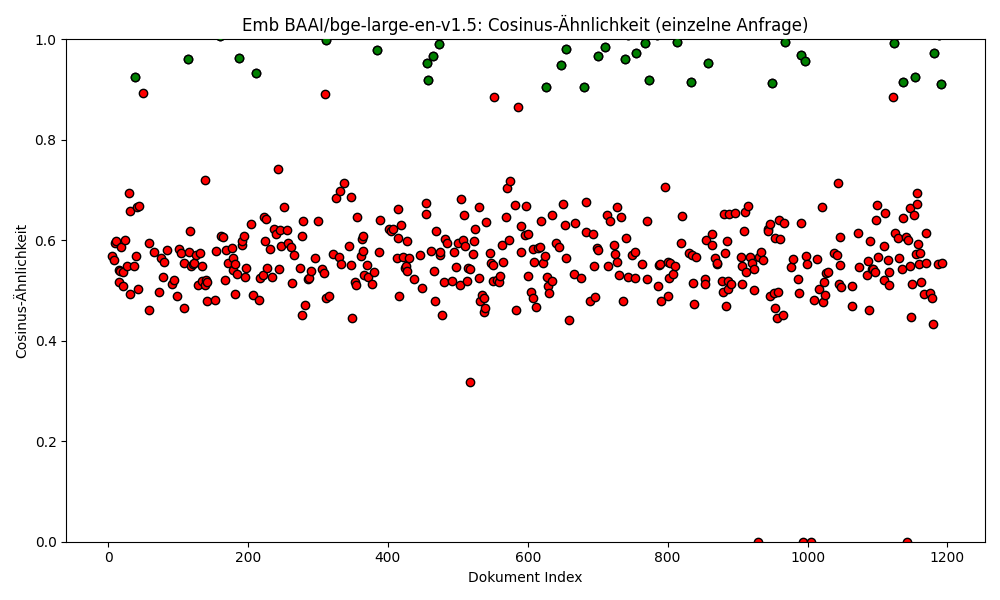 Emb BAAI/bge-large-en-v1.5: Cosinus-Ähnlichkeit (einzelne Anfrage)
1.0
0.8
0.6
0.4
0.2
0.0
Cosinus-Ähnlichkeit
0 200 400 600 800 1000 1200
Dokument Index